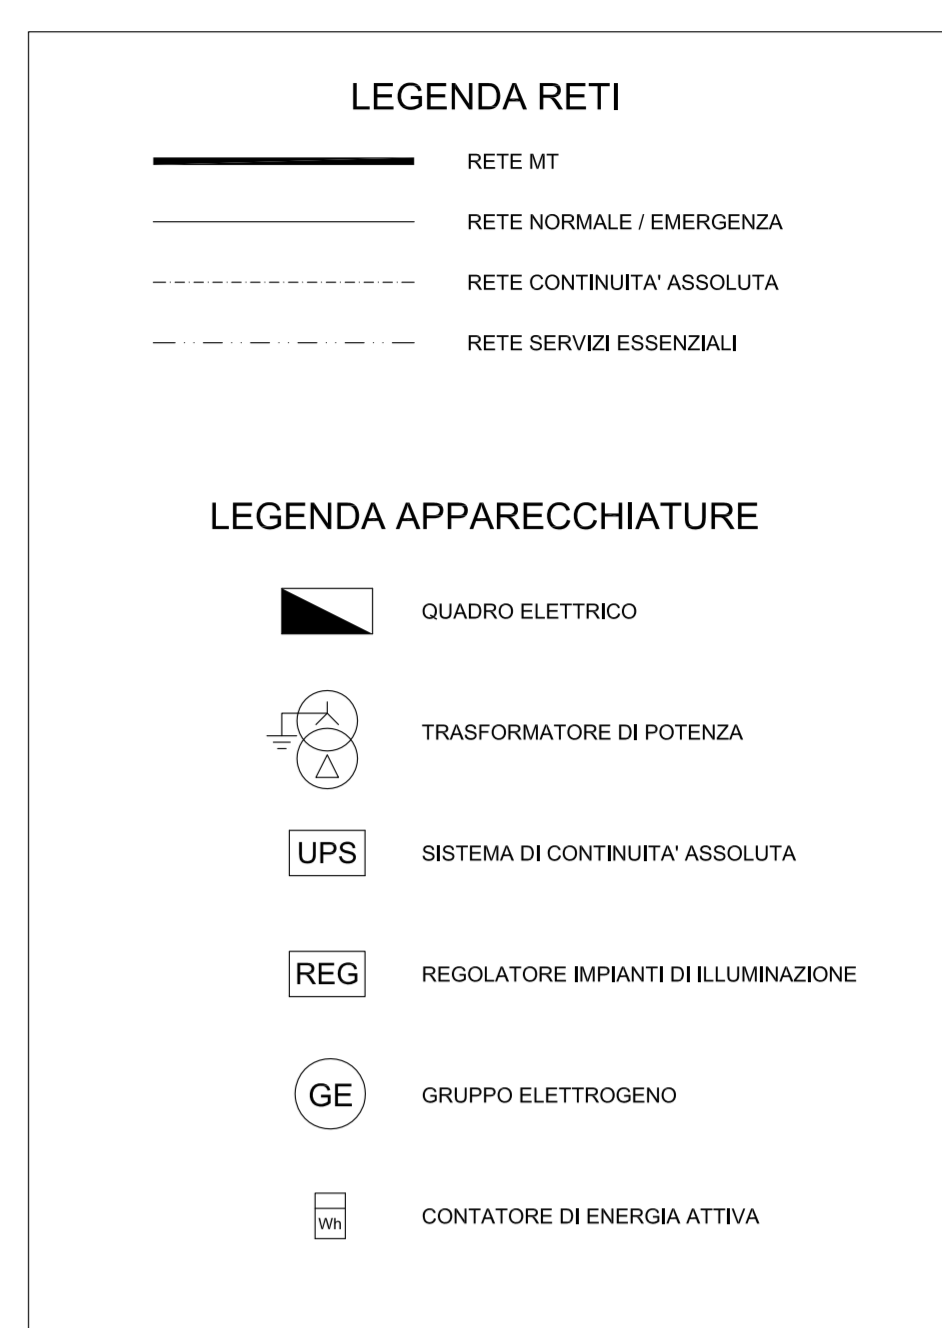 LEGENDA RETI
RETE MT
RETE NORMALE / EMERGENZA
RETE CONTINUITA' ASSOLUTA
RETE SERVIZI ESSENZIALI
LEGENDA APPARECCHIATURE
QUADRO ELETTRICO
TRASFORMATORE DI POTENZA
UPS SISTEMA DI CONTINUITA' ASSOLUTA
REG REGOLATORE IMPIANTI DI ILLUMINAZIONE
GE GRUPPO ELETTROGENO
Wh CONTATORE DI ENERGIA ATTIVA